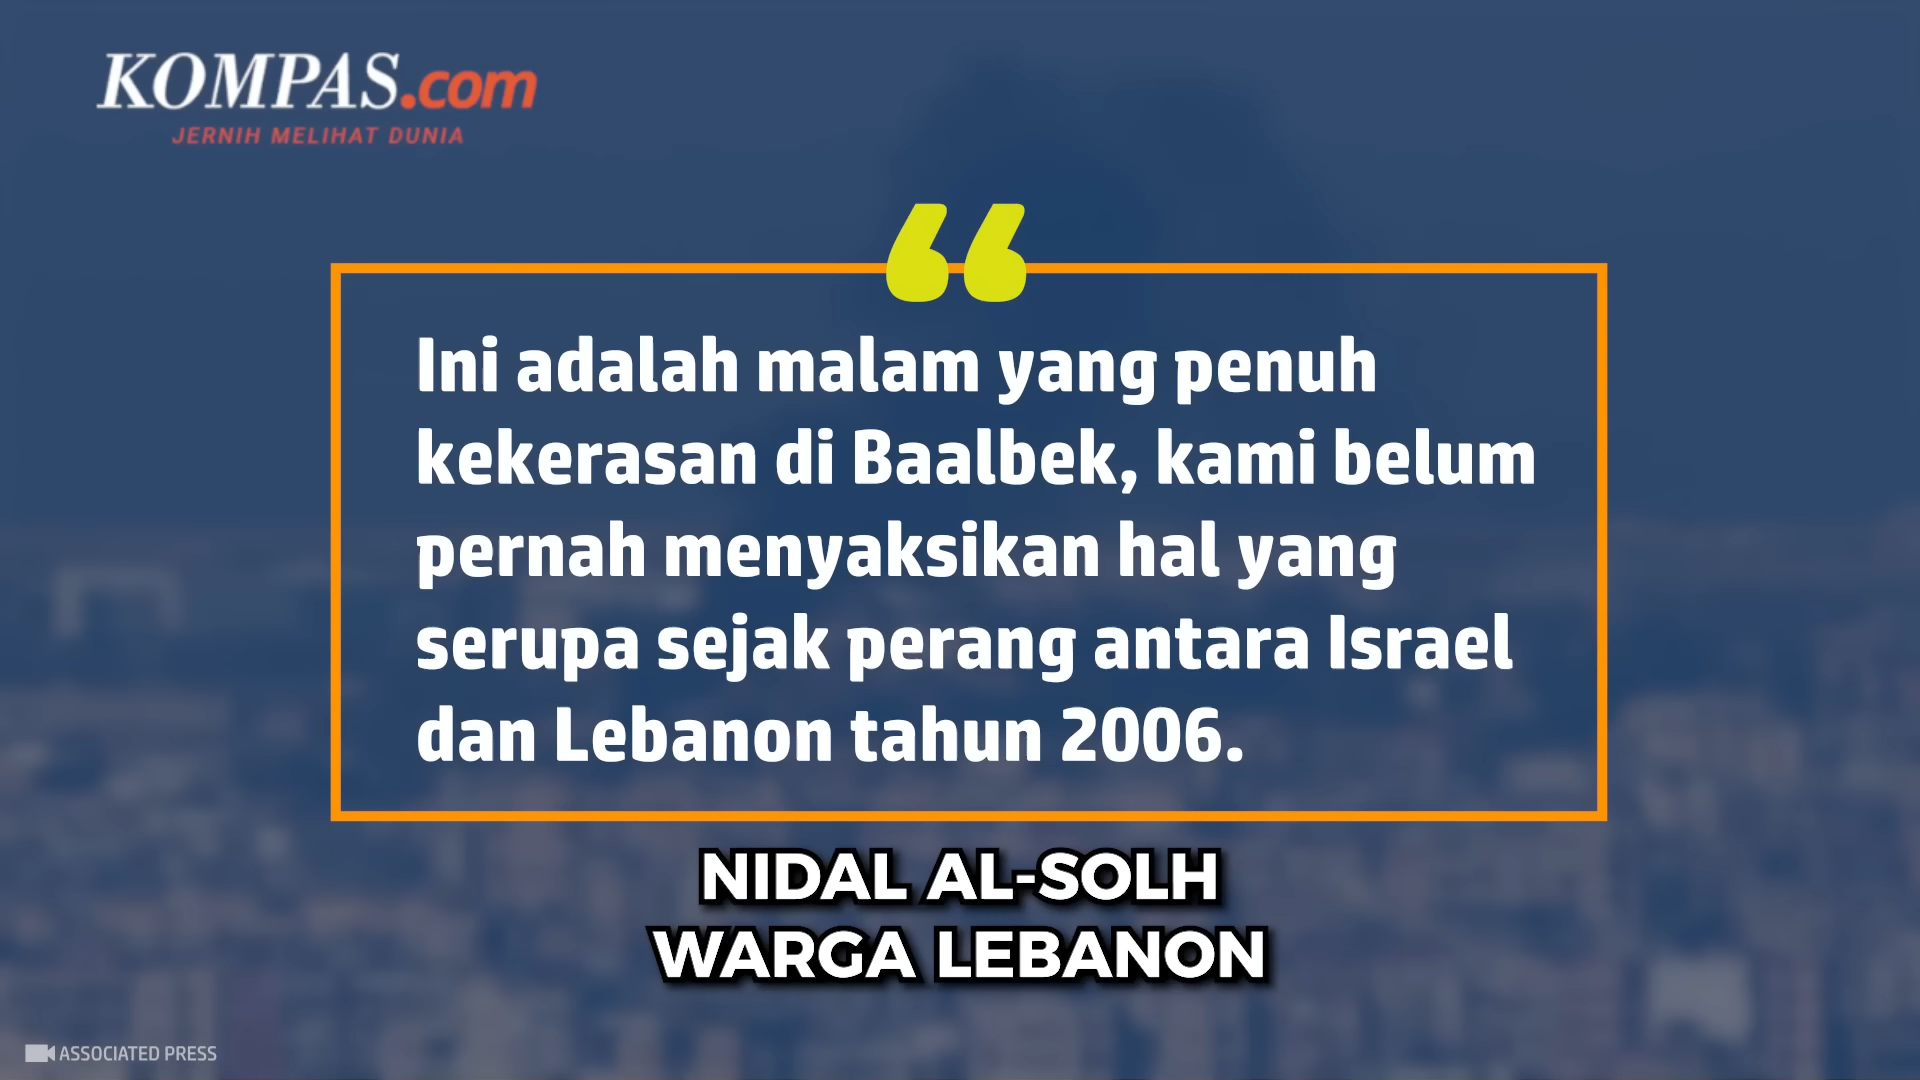 KOMPAS.com
JERNIH MELIHAT DUNIA
“
Ini adalah malam yang penuh
kekerasan di Baalbek, kami belum
pernah menyaksikan hal yang
serupa sejak perang antara Israel
dan Lebanon tahun 2006.
NIDAL AL-SOLH
WARGA LEBANON
ASSOCIATED PRESS